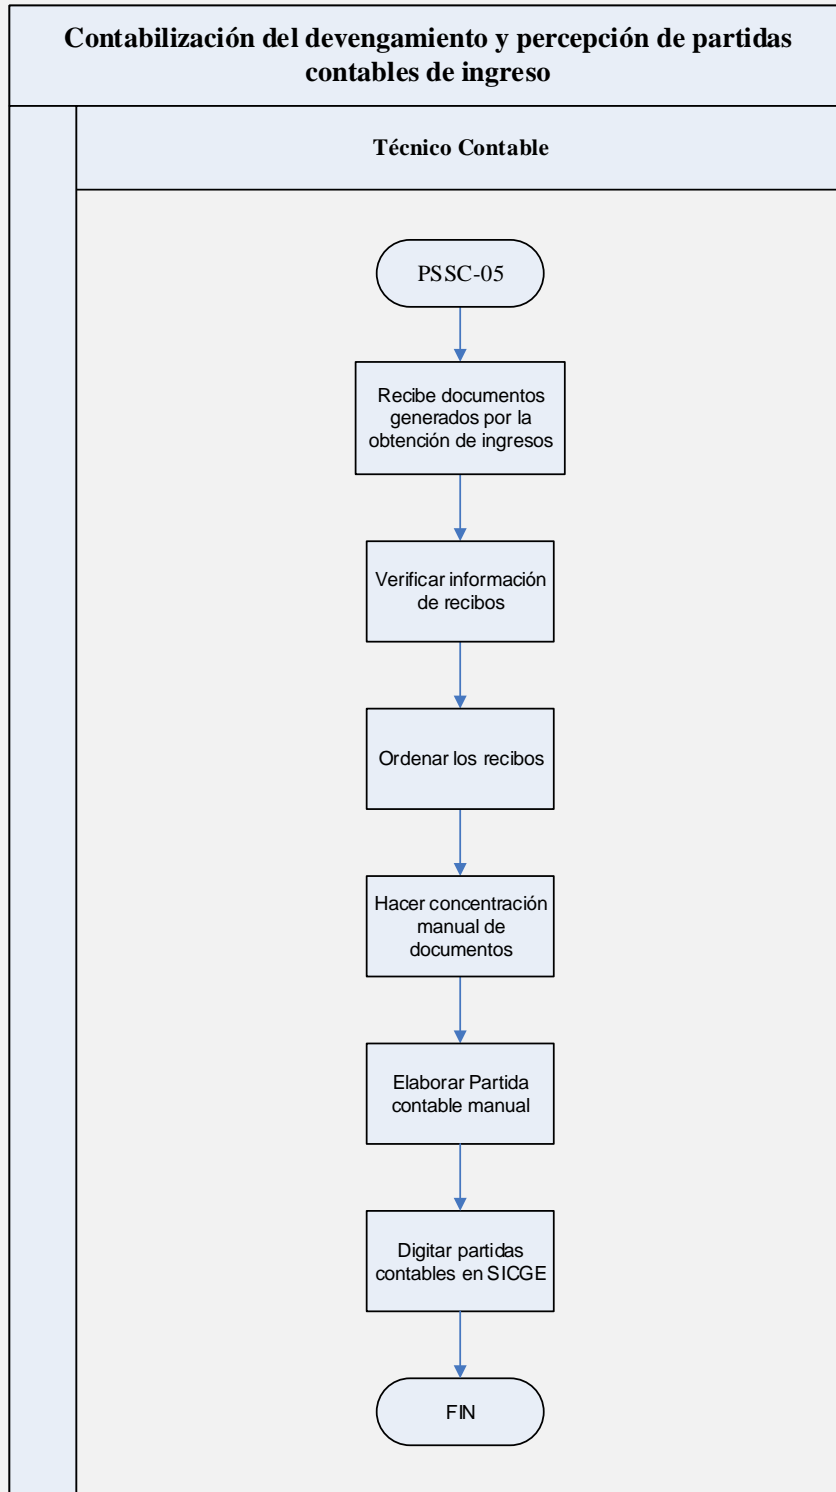 Contabilización del devengamiento y percepción de partidas
contables de ingreso
Técnico Contable
PSSC-05
Recibe documentos
generados por la
obtención de ingresos
Verificar información
de recibos
Ordenar los recibos
Hacer concentración
manual de
documentos
Elaborar Partida
contable manual
Digitar partidas
contables en SICGE
FIN